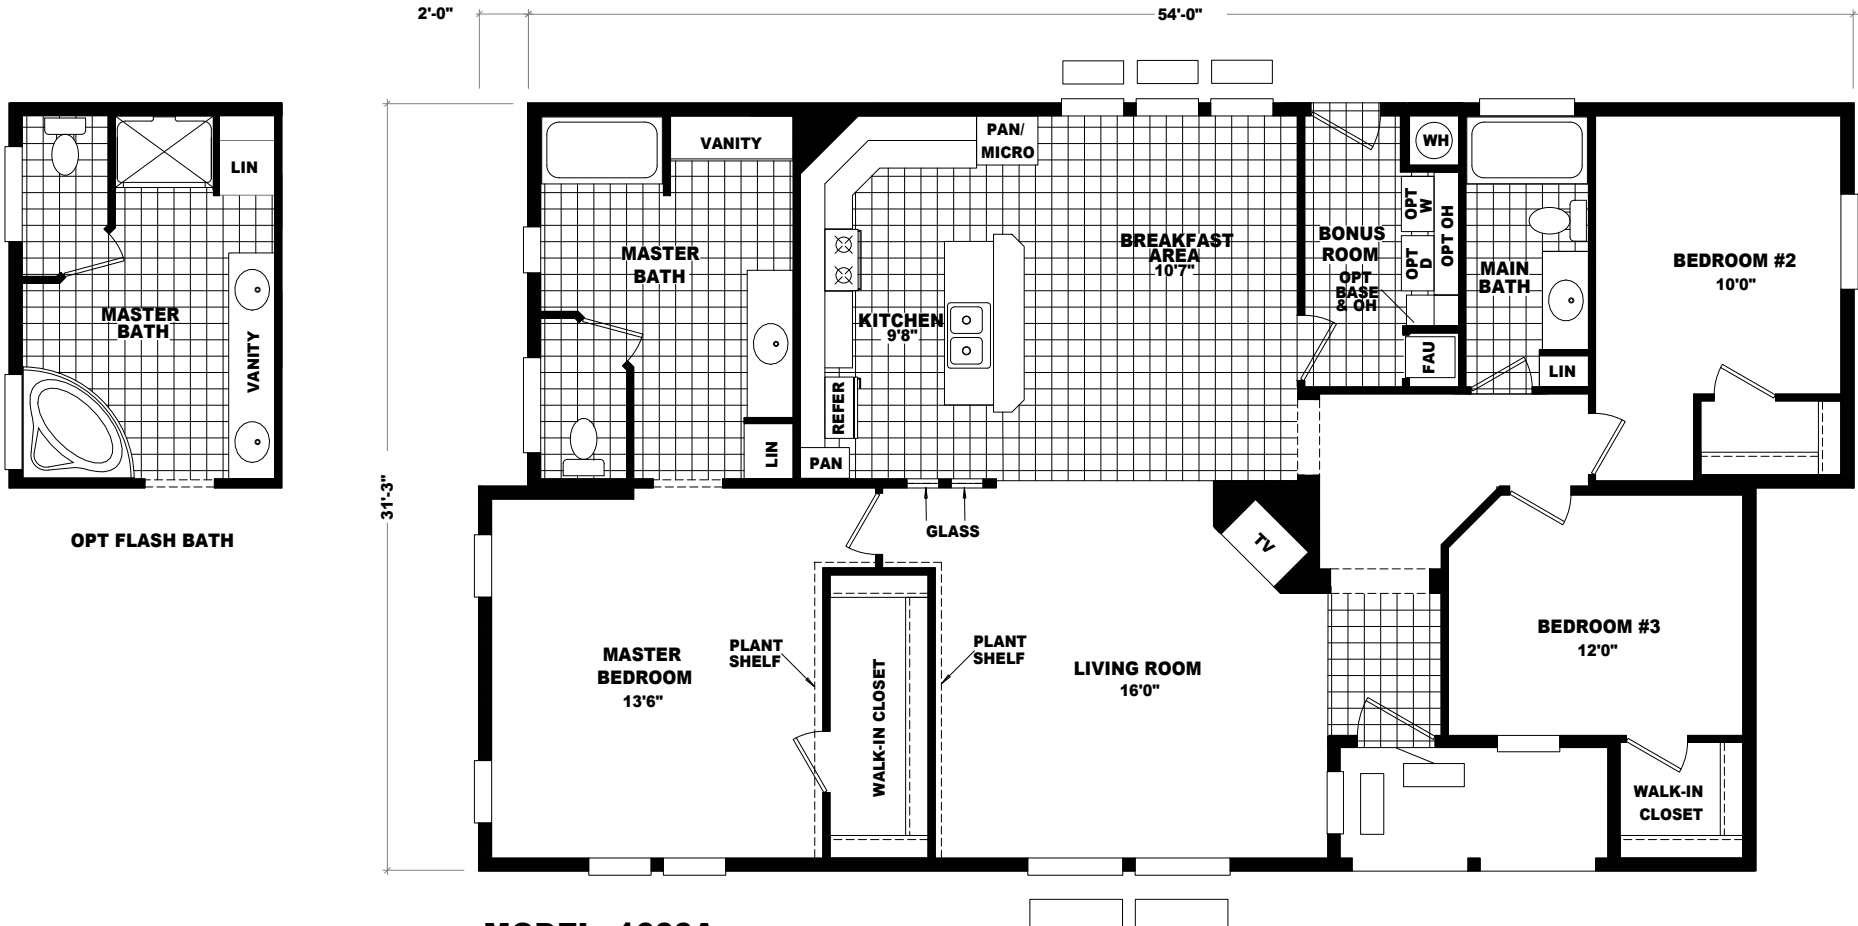 2'-0"
54'-0"
31'-3"
LIN
MASTER
BATH
VANITY
OPT FLASH BATH
VANITY
MASTER
BATH
LIN
PAN/
MICRO
KITCHEN
9'8"
REFER
PAN
BREAKFAST
AREA
10'7"
BONUS
ROOM
OPT
BASE
& OH
WH
OPT
W
OPT
D
OPT OH
FAU
MAIN
BATH
LIN
BEDROOM #2
10'0"
GLASS
TV
MASTER
BEDROOM
13'6"
PLANT
SHELF
WALK-IN CLOSET
PLANT
SHELF
LIVING ROOM
16'0"
BEDROOM #3
12'0"
WALK-IN
CLOSET